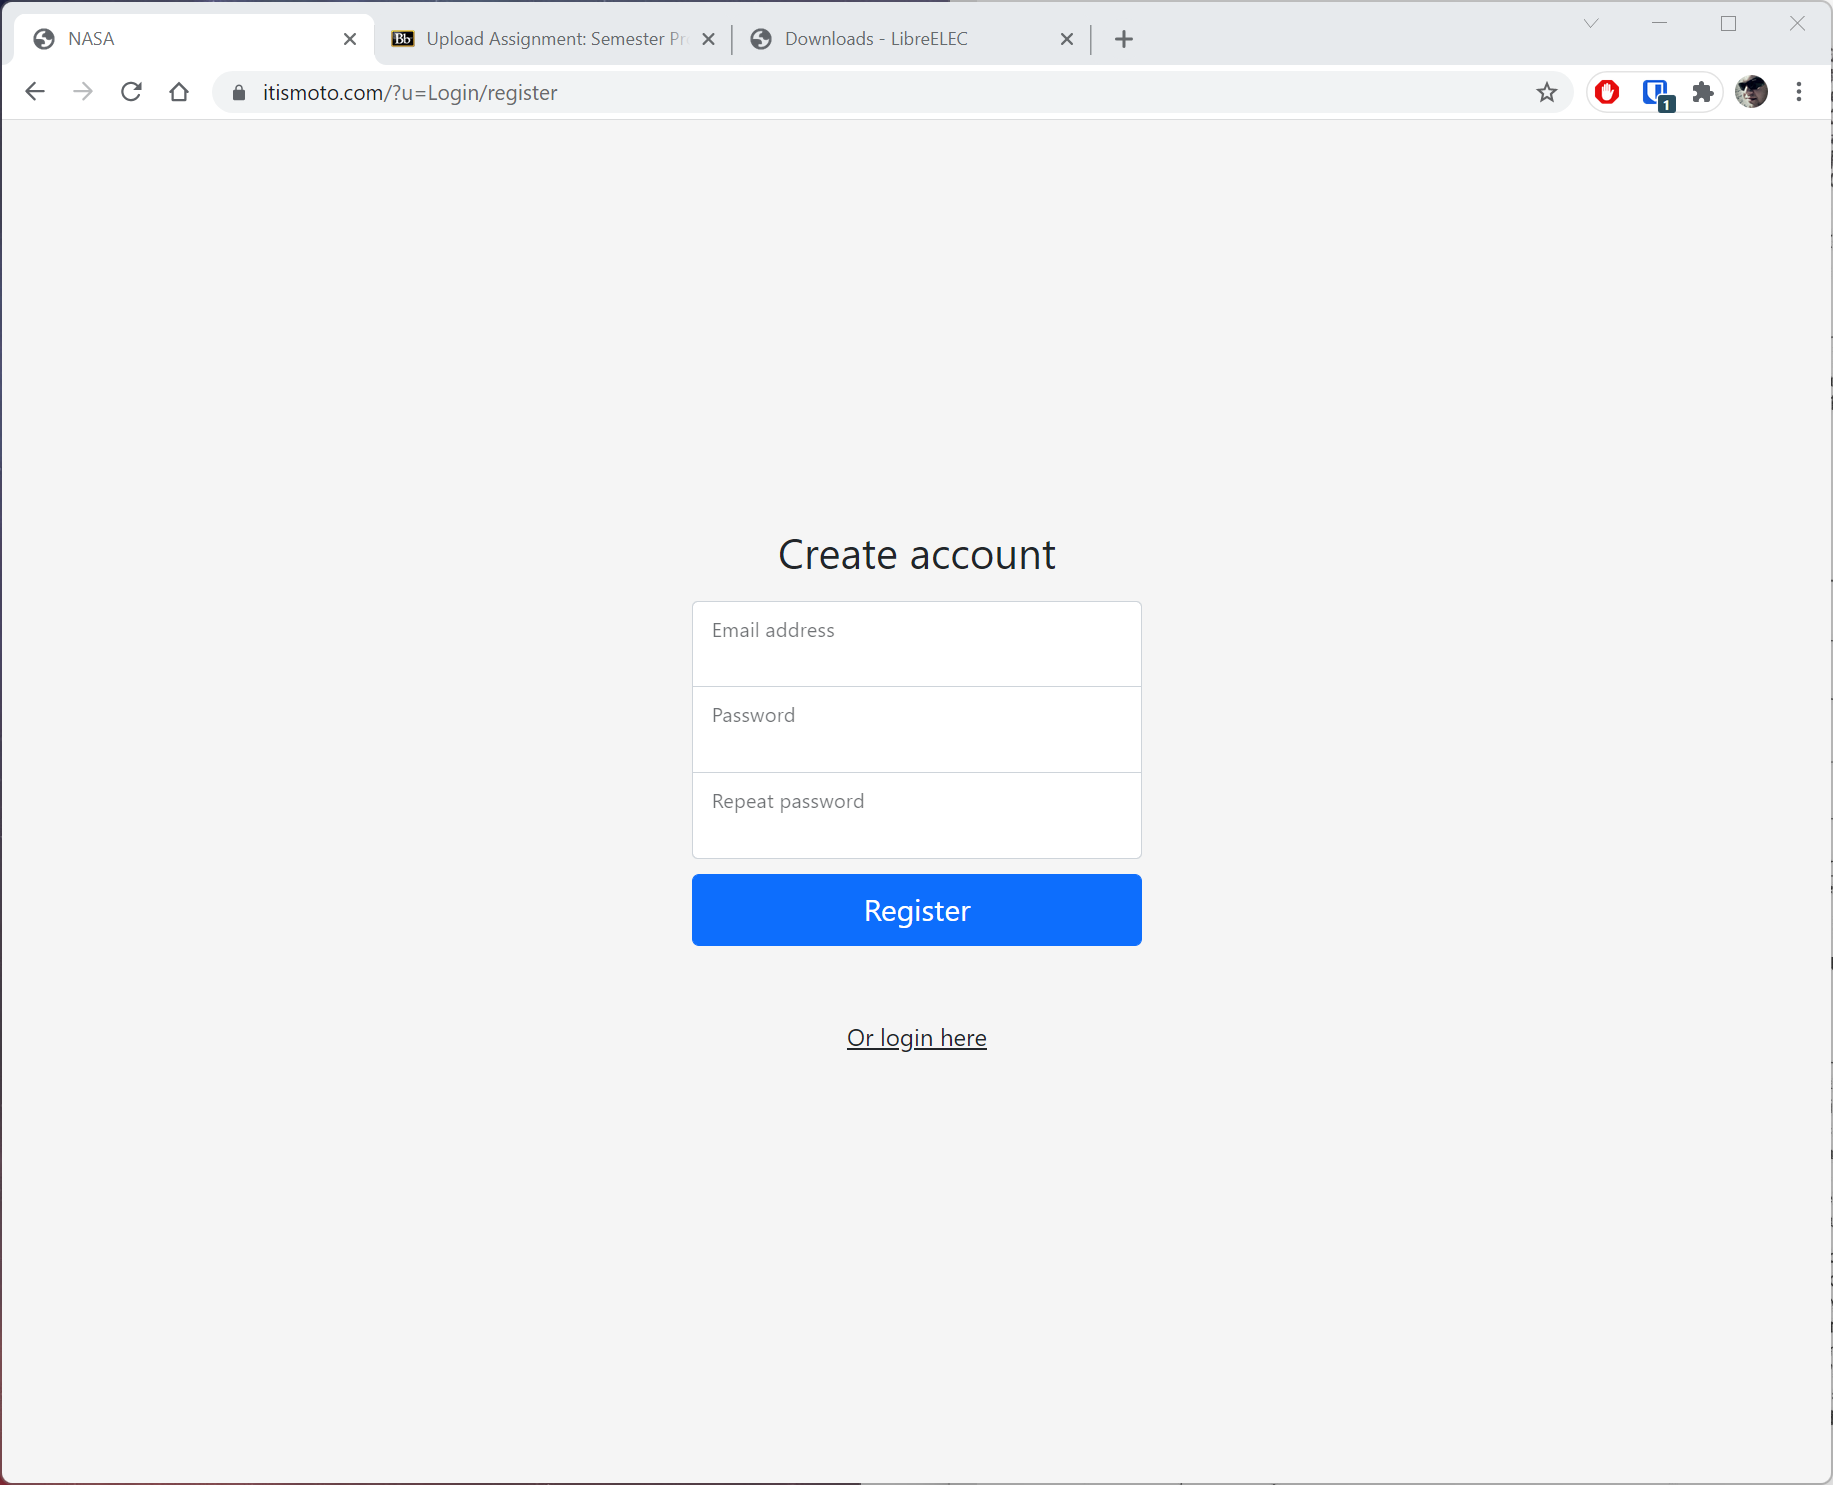 NASA
Bb Upload Assignment: Semester Pr
Downloads - LibreELEC
itismoto.com/?u=Login/register
1
Create account
Email address
Password
Repeat password
Register
Or login here